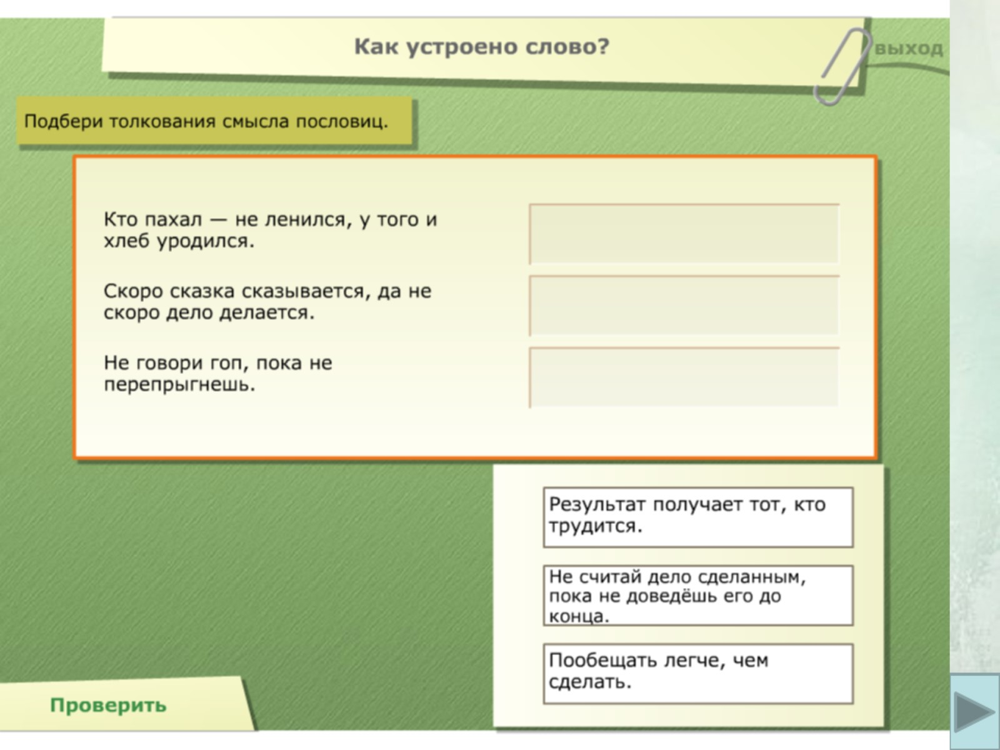 Как устроено слово?
выход
Подбери толкования смысла пословиц.
Кто пахал — не ленился, у того и
хлеб уродился.
Скоро сказка сказывается, да не
скоро дело делается.
Не говори гоп, пока не
перепрыгнешь.
Результат получает тот, кто
трудится.
Не считай дело сделанным,
пока не доведёшь его до
конца.
Пообещать легче, чем
сделать.
Проверить